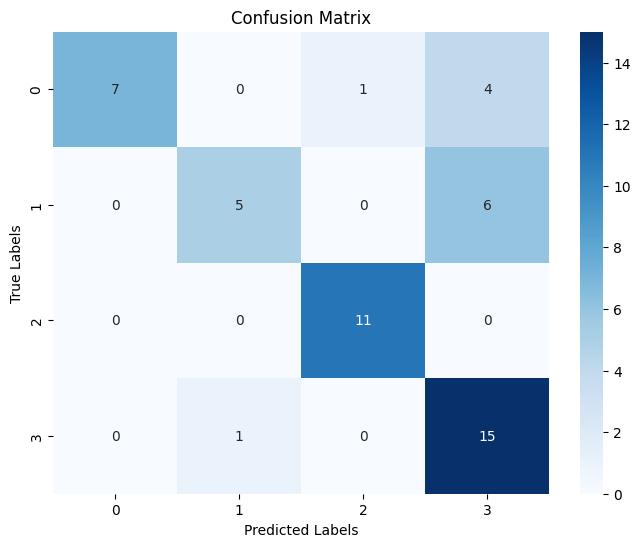 Confusion Matrix
True Labels
0 7 0 1 4
1 0 5 0 6
2 0 0 11 0
3 0 1 0 15
0 1 2 3
Predicted Labels
14
12
10
8
6
4
2
0